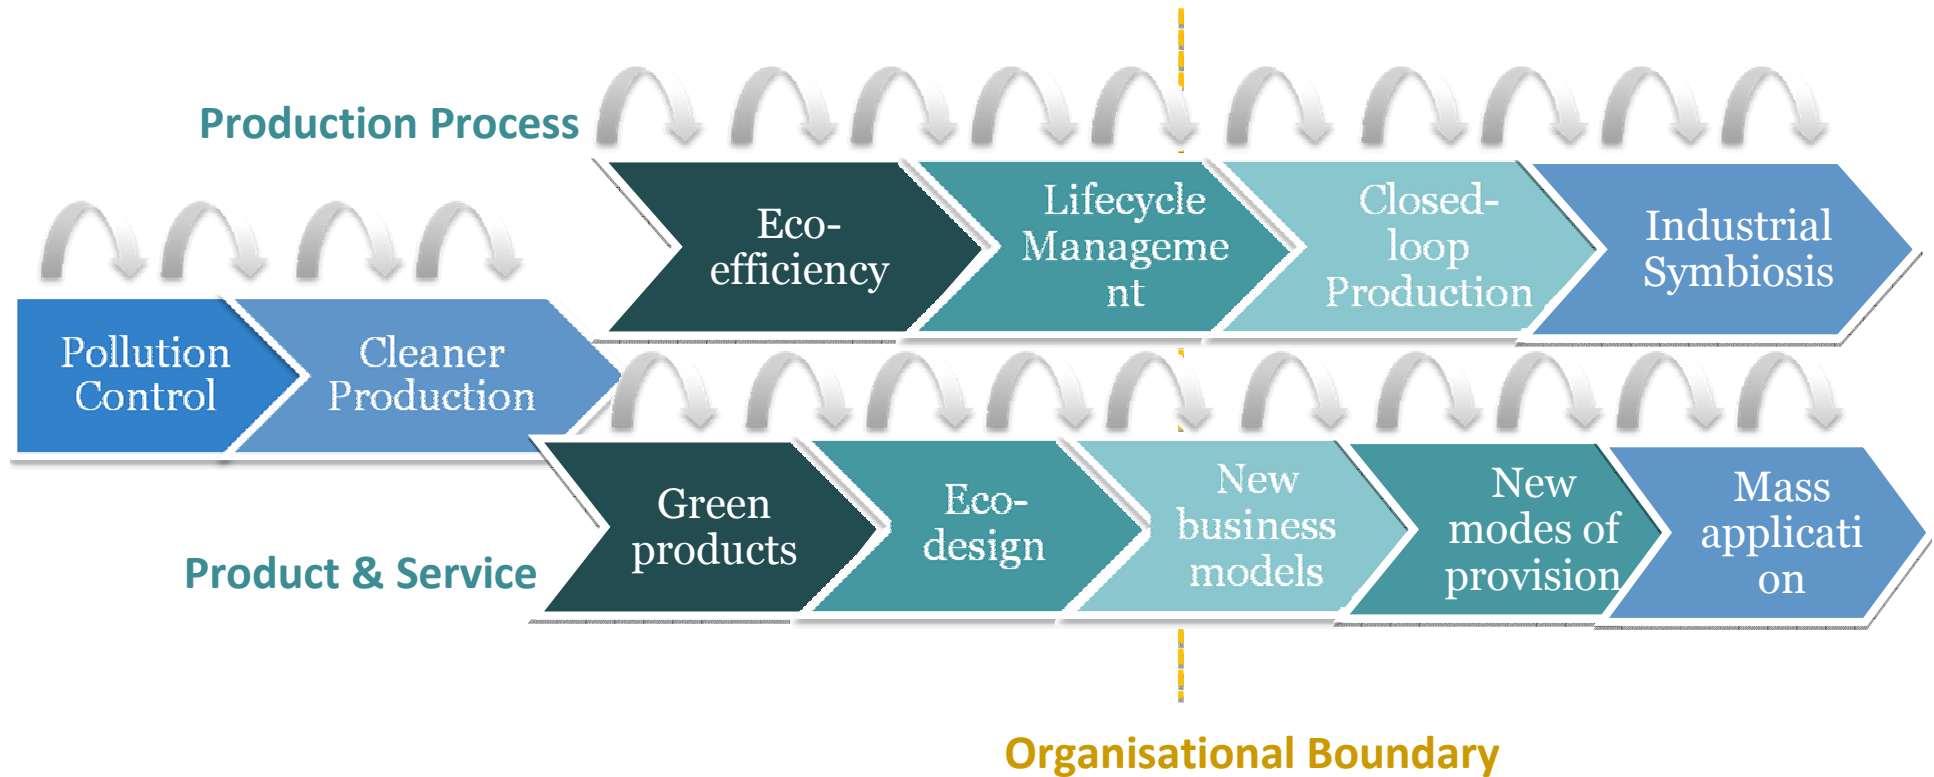 Production Process
Eco-
efficiency
Lifecycle
Manageme
nt
Closed-
loop
Production
Industrial
Symbiosis
Pollution
Control
Cleaner
Production
Product & Service
Green
products
Eco-
design
New
business
models
New
modes of
provision
Mass
applicati
on
Organisational Boundary